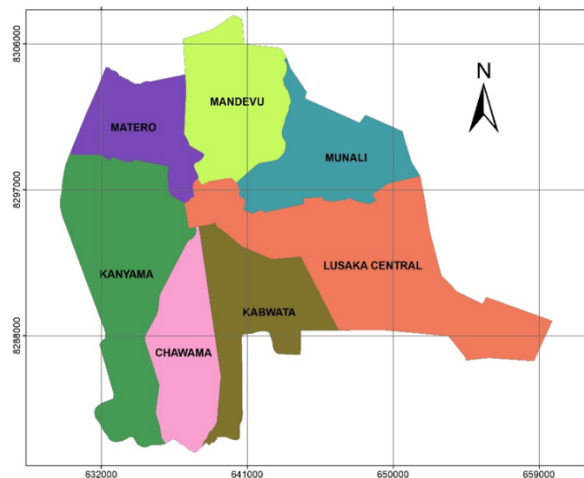 N
8306000
MANDEVU
MATERO
MUNALI
8297000
LUSAKA CENTRAL
KANYAMA
KABWATA
8288000
CHAWAMA
632000
641000
650000
659000